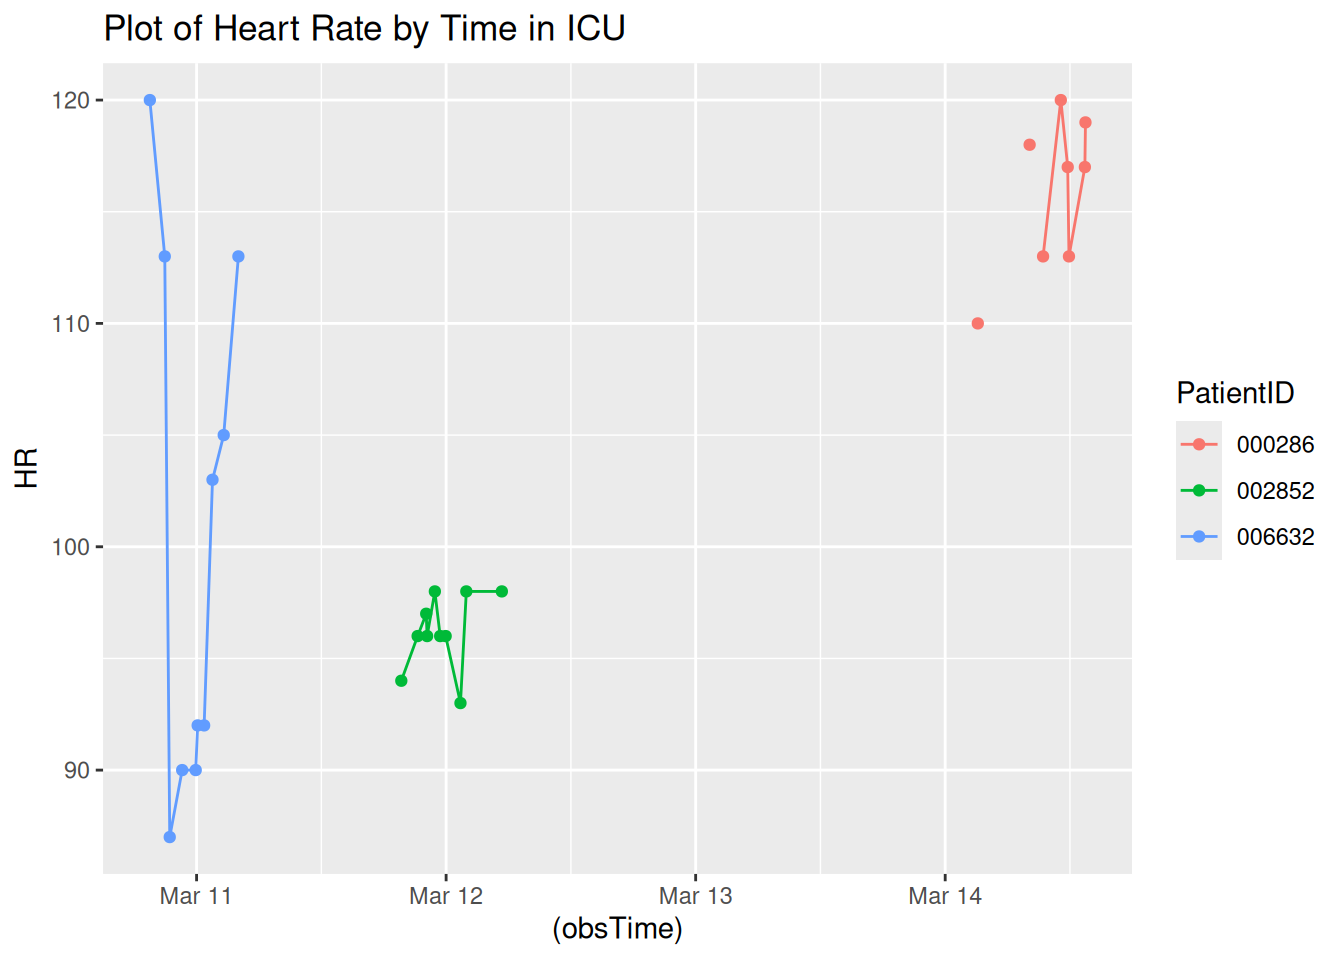 Plot of Heart Rate by Time in ICU
120
110
100
90
HR
Mar 11
Mar 12
Mar 13
Mar 14
(obsTime)
PatientID
000286
002852
006632